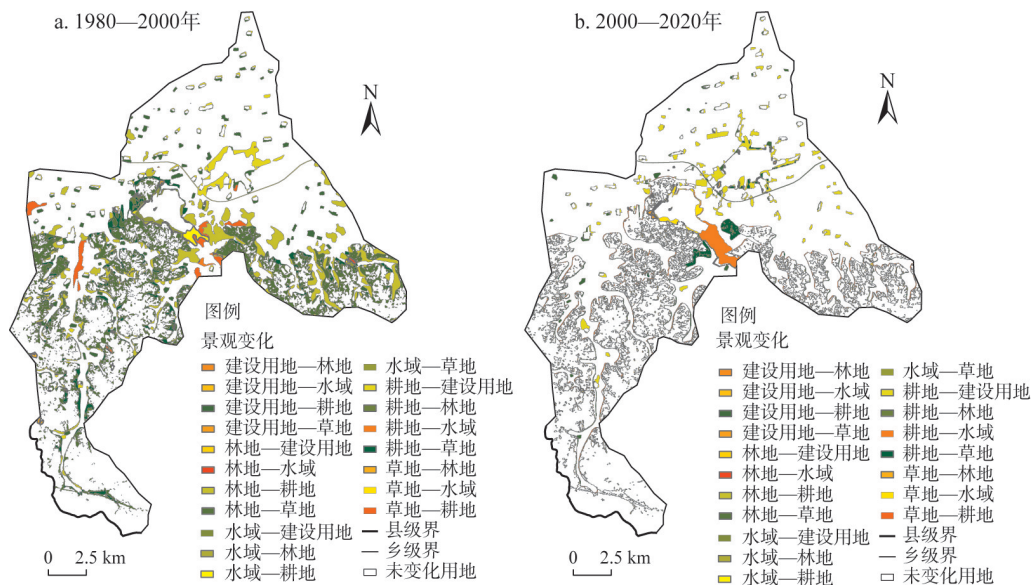 a. 1980—2000年
N
图例
景观变化
建设用地—林地
建设用地—水域
建设用地—耕地
建设用地—草地
林地—建设用地
林地—水域
林地—耕地
林地—草地
水域—建设用地
水域—林地
水域—耕地
水域—草地
耕地—建设用地
耕地—林地
耕地—水域
耕地—草地
草地—林地
草地—水域
草地—耕地
县级界
乡级界
未变化用地
0 2.5 km
b. 2000—2020年
N
图例
景观变化
建设用地—林地
建设用地—水域
建设用地—耕地
建设用地—草地
林地—建设用地
林地—水域
林地—耕地
林地—草地
水域—建设用地
水域—林地
水域—耕地
水域—草地
耕地—建设用地
耕地—林地
耕地—水域
耕地—草地
草地—林地
草地—水域
草地—耕地
县级界
乡级界
未变化用地
0 2.5 km